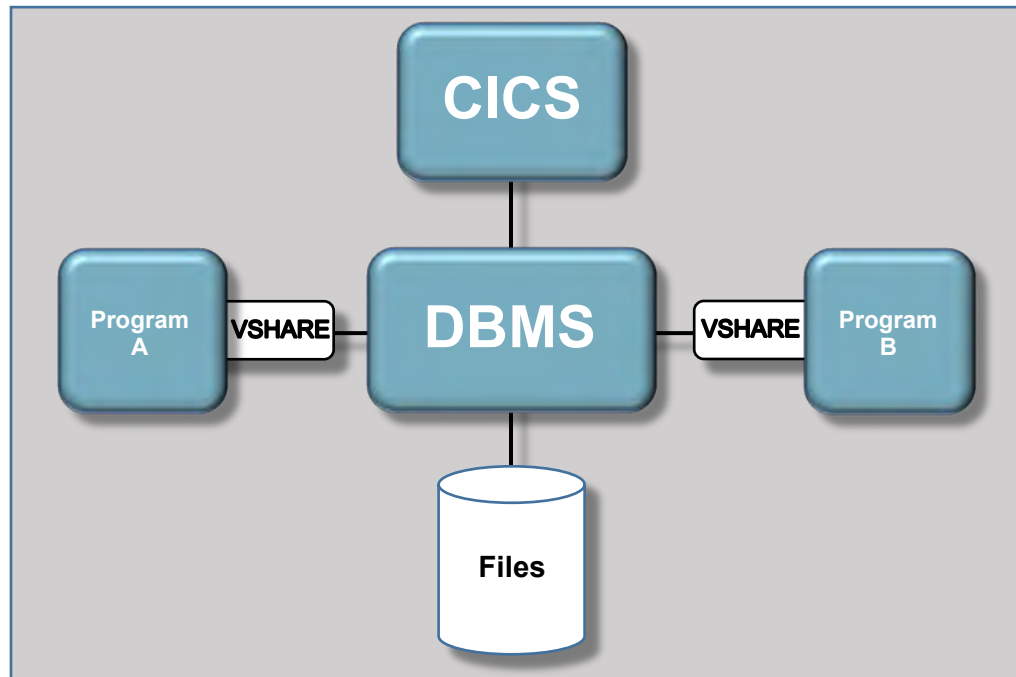 CICS
Program
A
VSHARE
DBMS
VSHARE
Program
B
Files